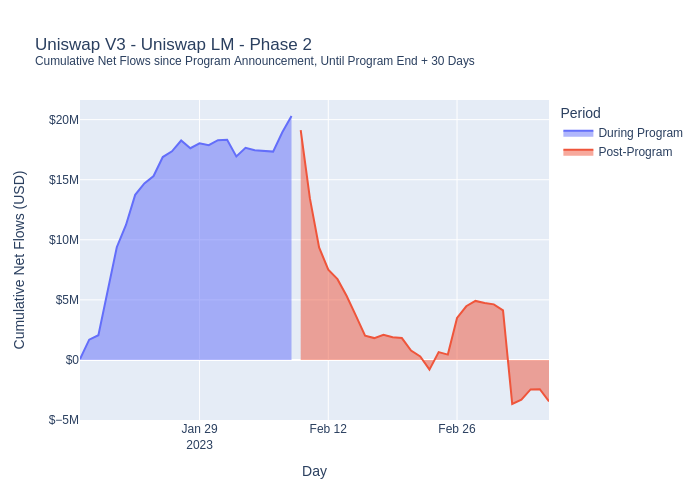 Uniswap V3 - Uniswap LM - Phase 2
Cumulative Net Flows since Program Announcement, Until Program End + 30 Days
Period
During Program
Post-Program
Cumulative Net Flows (USD)
$20M
$15M
$10M
$5M
$0
$−5M
Jan 29
2023
Feb 12
Feb 26
Day